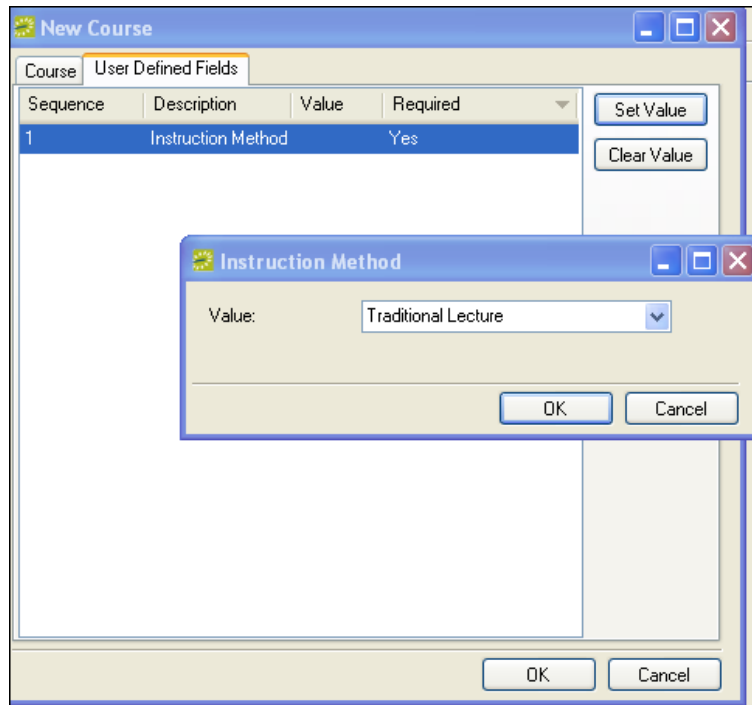 New Course
Course User Defined Fields
Sequence Description Value Required
Set Value
1 Instruction Method Yes
Clear Value
Instruction Method
Value: Traditional Lecture
OK Cancel
OK Cancel